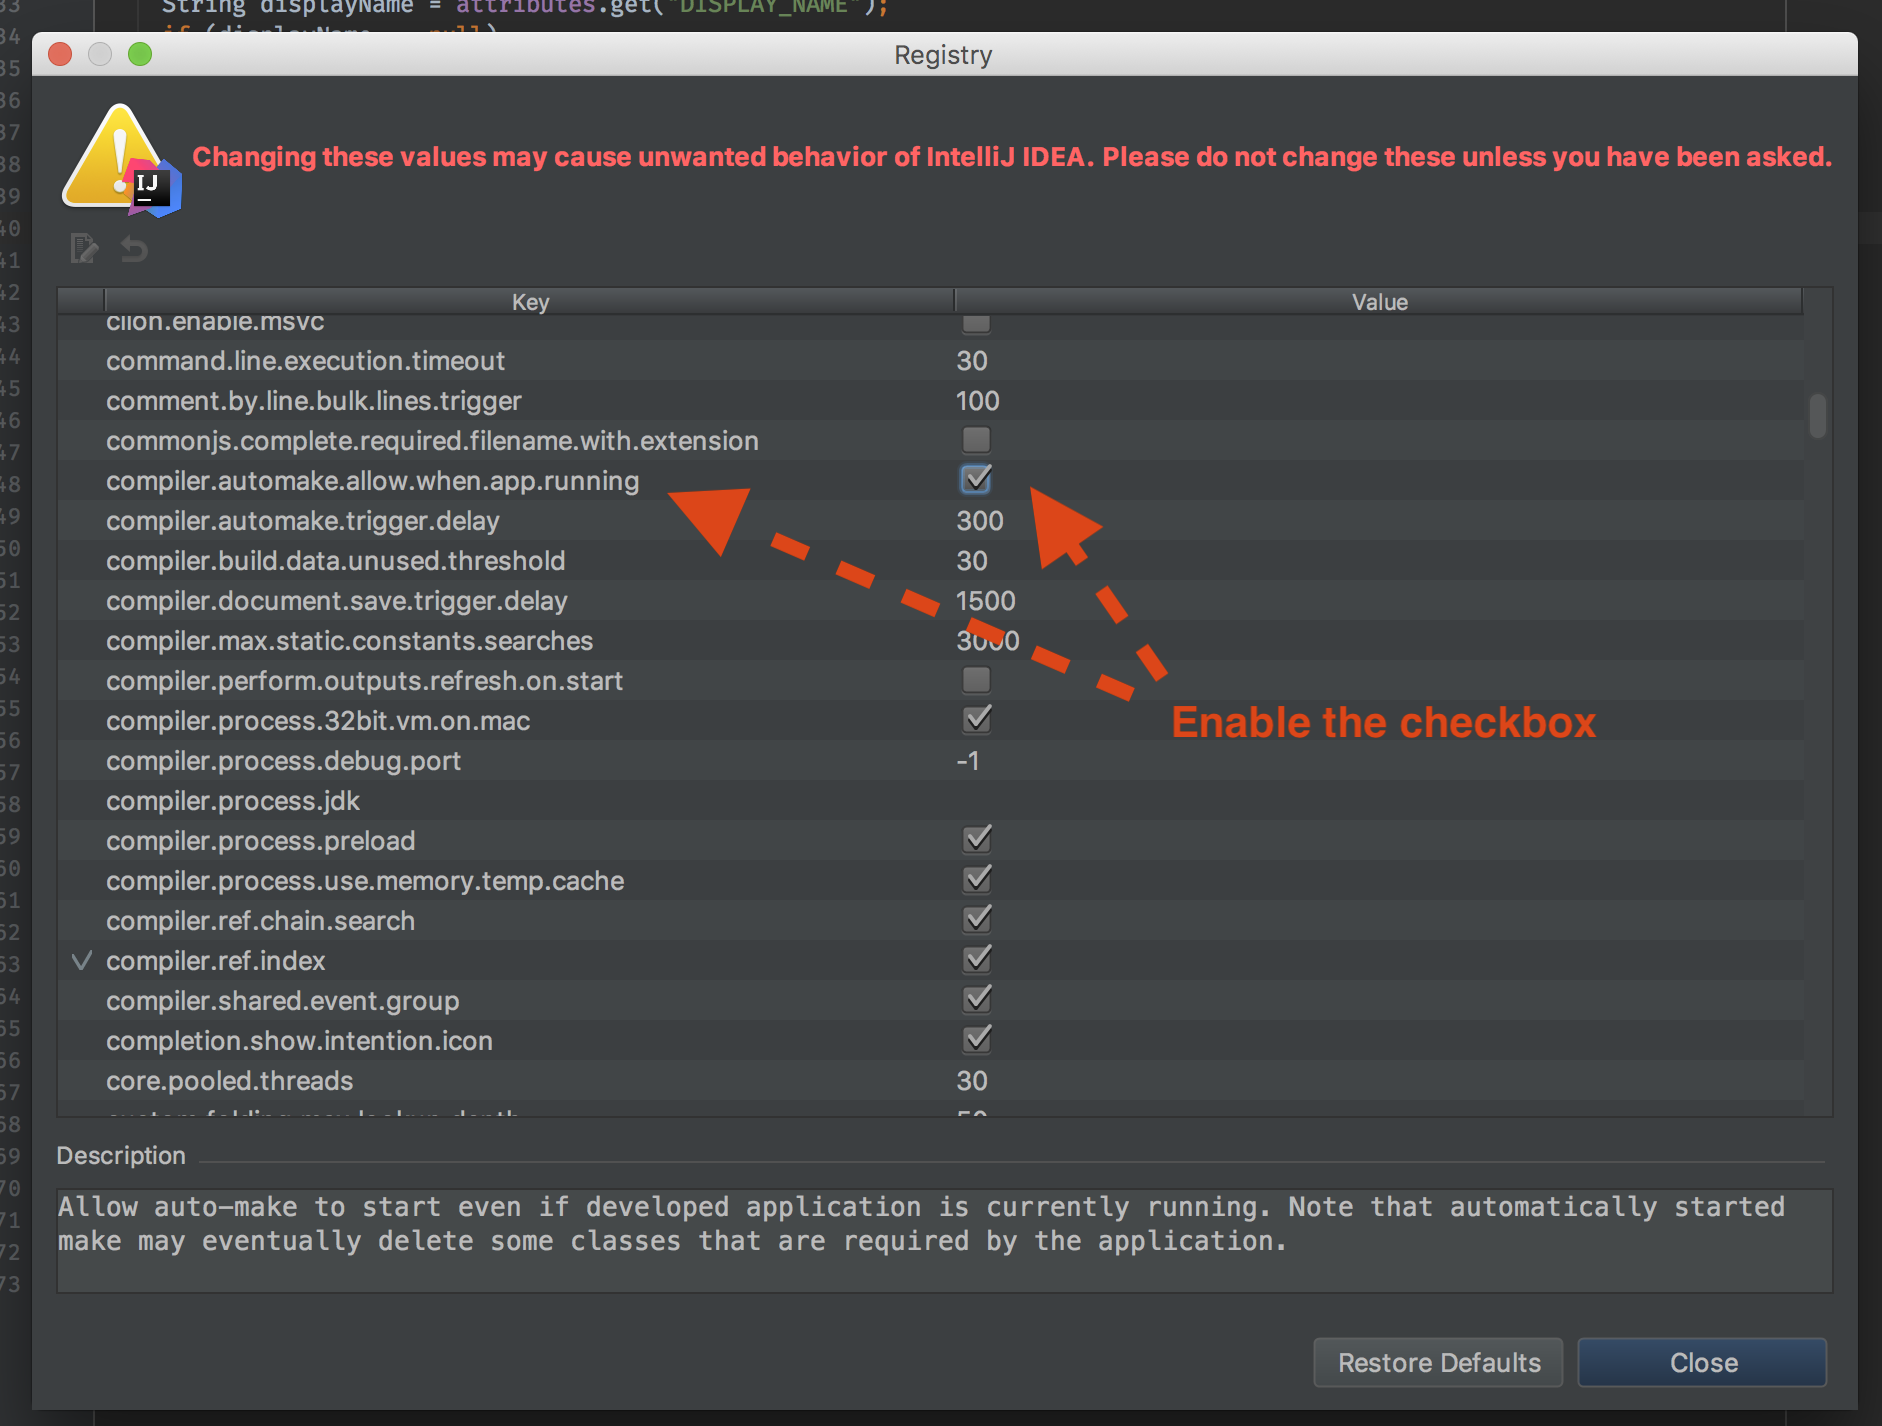 String displayName = attributes.get("DISPLAY_NAME");
Registry
Changing these values may cause unwanted behavior of IntelliJ IDEA. Please do not change these unless you have been asked.
IJ
Key Value
clion.enable.msvc
command.line.execution.timeout 30
comment.by.line.bulk.lines.trigger 100
commonjs.complete.required.filename.with.extension
compiler.automake.allow.when.app.running
compiler.automake.trigger.delay 300
compiler.build.data.unused.threshold 30
compiler.document.save.trigger.delay 1500
compiler.max.static.constants.searches 3000
compiler.perform.outputs.refresh.on.start
compiler.process.32bit.vm.on.mac
Enable the checkbox
compiler.process.debug.port -1
compiler.process.jdk
compiler.process.preload
compiler.process.use.memory.temp.cache
compiler.ref.chain.search
compiler.ref.index
compiler.shared.event.group
completion.show.intention.icon
core.pooled.threads 30
Description
Allow auto-make to start even if developed application is currently running. Note that automatically started
make may eventually delete some classes that are required by the application.
Restore Defaults Close